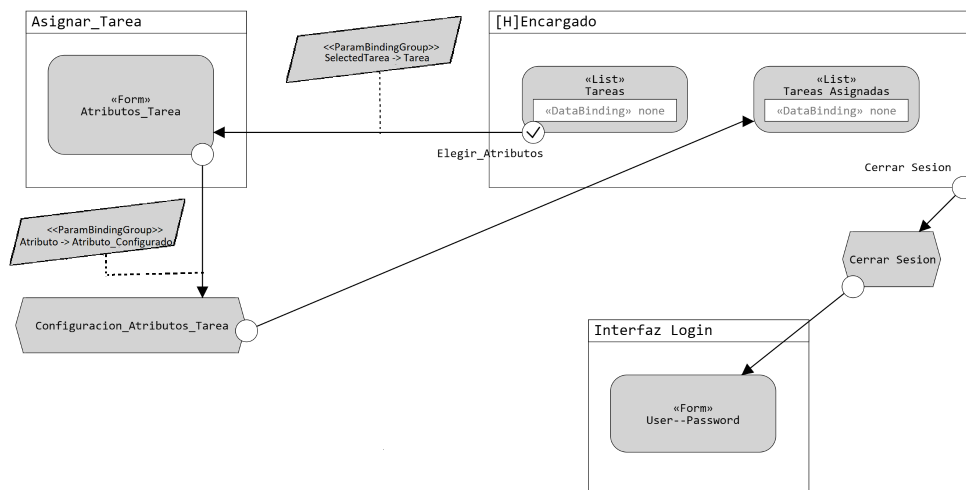 Asignar_Tarea
«Form»
Atributos_Tarea
<<ParamBindingGroup>>
SelectedTarea -> Tarea
[H]Encargado
«List»
Tareas
«DataBinding» none
«List»
Tareas Asignadas
«DataBinding» none
Elegir_Atributos
Cerrar Sesion
<<ParamBindingGroup>>
Atributo -> Atributo_Configurado
Cerrar Sesion
Configuracion_Atributos_Tarea
Interfaz Login
«Form»
User--Password